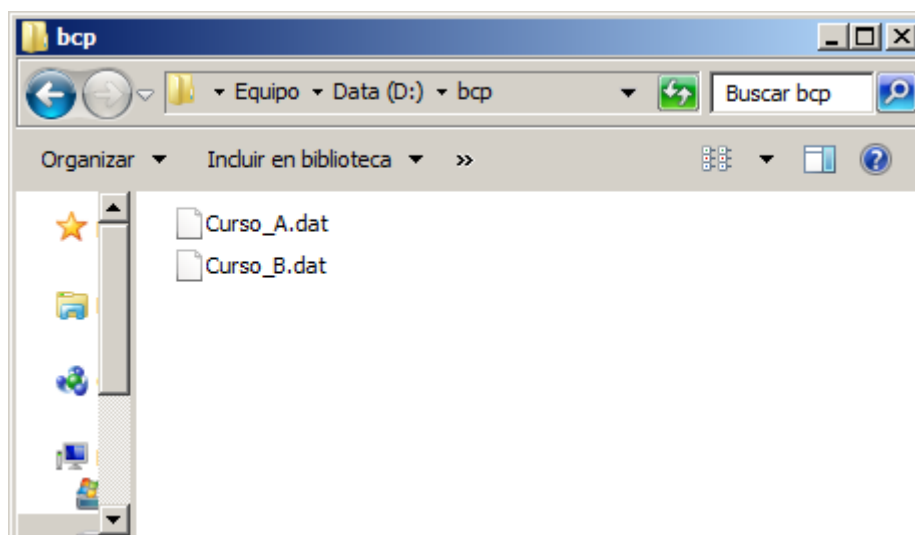 bcp
Equipo Data (D:) bcp Buscar bcp
Organizar Incluir en biblioteca »
Curso_A.dat
Curso_B.dat